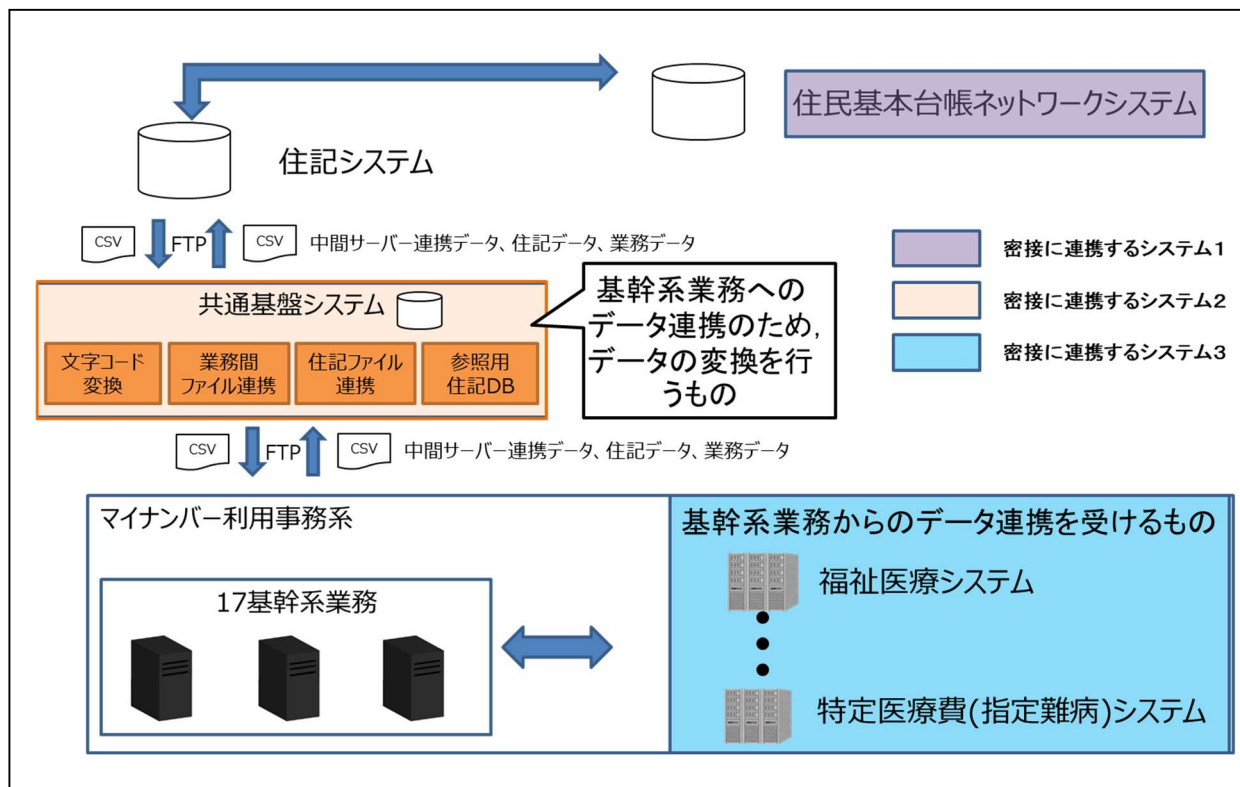 住民基本台帳ネットワークシステム
住記システム
CSV
FTP
CSV
中間サーバー連携データ、住記データ、業務データ
密接に連携するシステム1
密接に連携するシステム2
密接に連携するシステム3
共通基盤システム
基幹系業務への
データ連携のため,
データの変換を行
うもの
文字コード
変換
業務間
ファイル連携
住記ファイル
連携
参照用
住記DB
CSV
FTP
CSV
中間サーバー連携データ、住記データ、業務データ
マイナンバー利用事務系
17基幹系業務
基幹系業務からのデータ連携を受けるもの
福祉医療システム
特定医療費(指定難病)システム